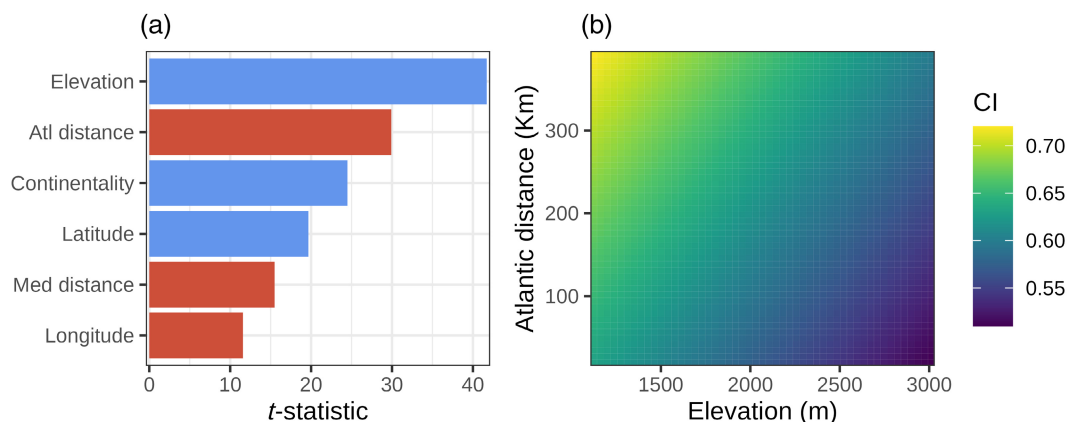 (a)
Elevation
Atl distance
Continentality
Latitude
Med distance
Longitude
0 10 20 30 40
t-statistic
(b)
Atlantic distance (Km)
300
200
100
1500 2000 2500 3000
Elevation (m)
CI
0.70
0.65
0.60
0.55